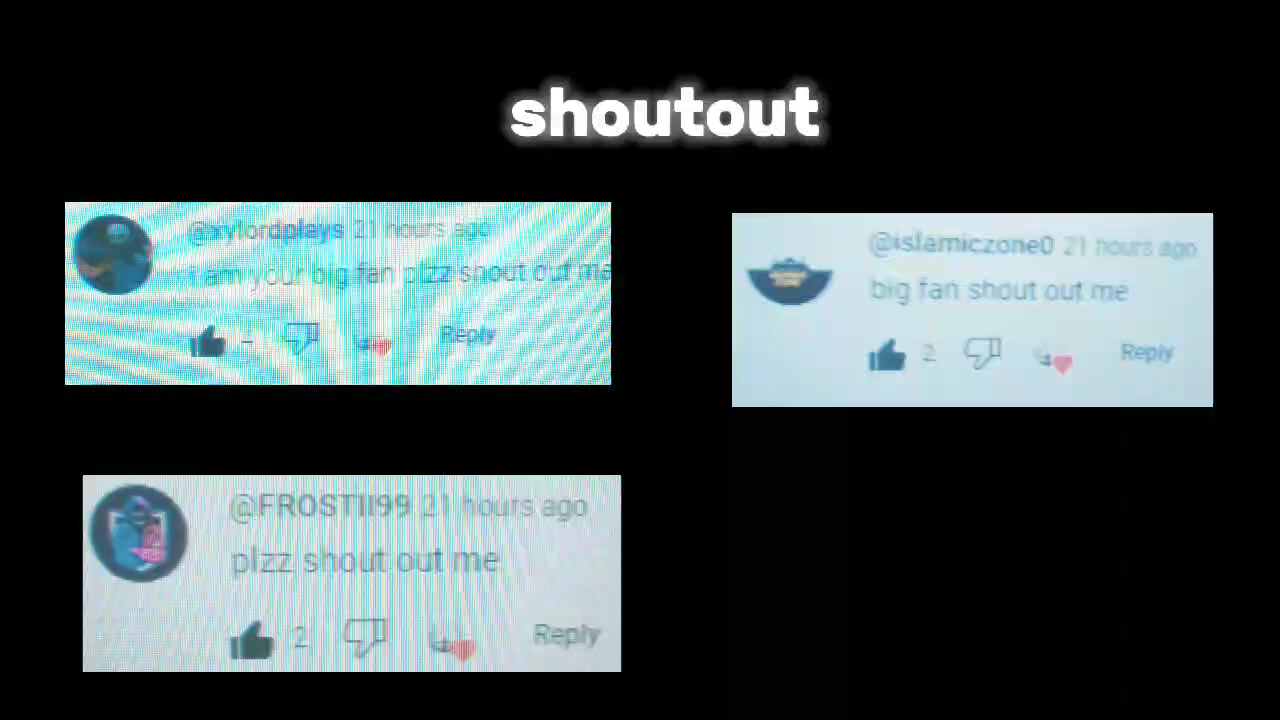 shoutout
@xylordplays 21 hours ago
i am your big fan plzz shout out me
Reply
@islamiczone0 21 hours ago
big fan shout out me
2
Reply
@FROSTII99 21 hours ago
plzz shout out me
2
Reply